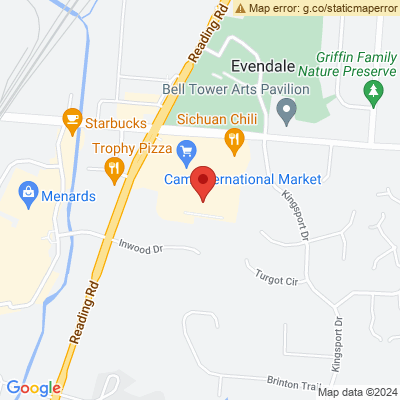 Map error: g.co/staticmaperror
Reading Rd
Griffin Family
Nature Preserve
Evendale
Bell Tower Arts Pavilion
Starbucks
Sichuan Chili
Trophy Pizza
Cam International Market
Menards
Kingsport Dr
Inwood Dr
Turgot Cir
Reading Rd
Kingsport Dr
Brinton Trail
Google
Map data ©2024